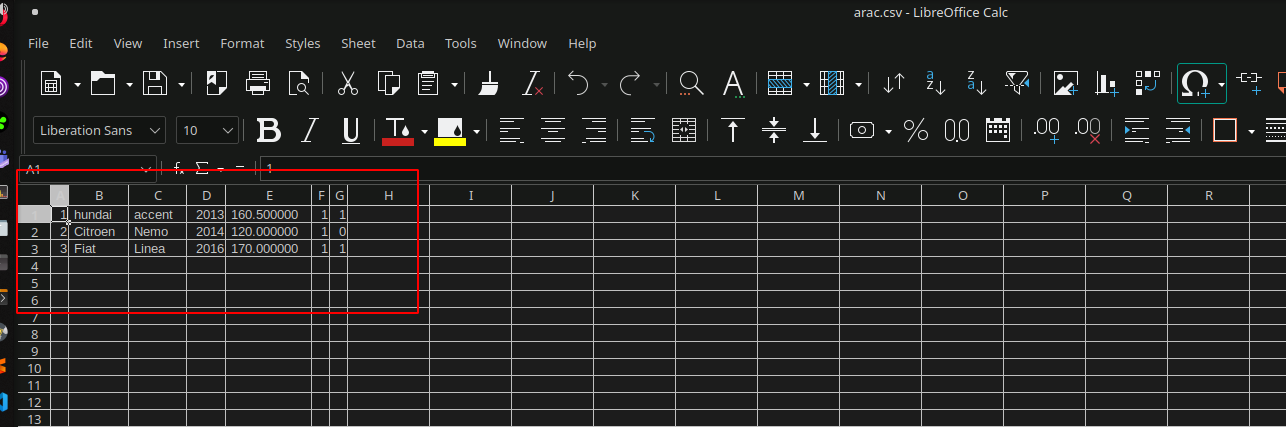 arac.csv - LibreOffice Calc
File Edit View Insert Format Styles Sheet Data Tools Window Help
Liberation Sans 10
A1 1
A B C D E F G H I J K L M N O P Q R
1 1 hundai accent 2013 160.500000 1 1
2 2 Citroen Nemo 2014 120.000000 1 0
3 3 Fiat Linea 2016 170.000000 1 1
4
5
6
7
8
9
10
11
12
13